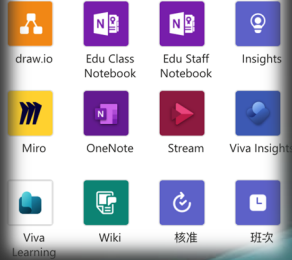 draw.io
Edu Class
Notebook
Edu Staff
Notebook
Insights
Miro
OneNote
Stream
Viva Insights
Viva
Learning
Wiki
核准
班次